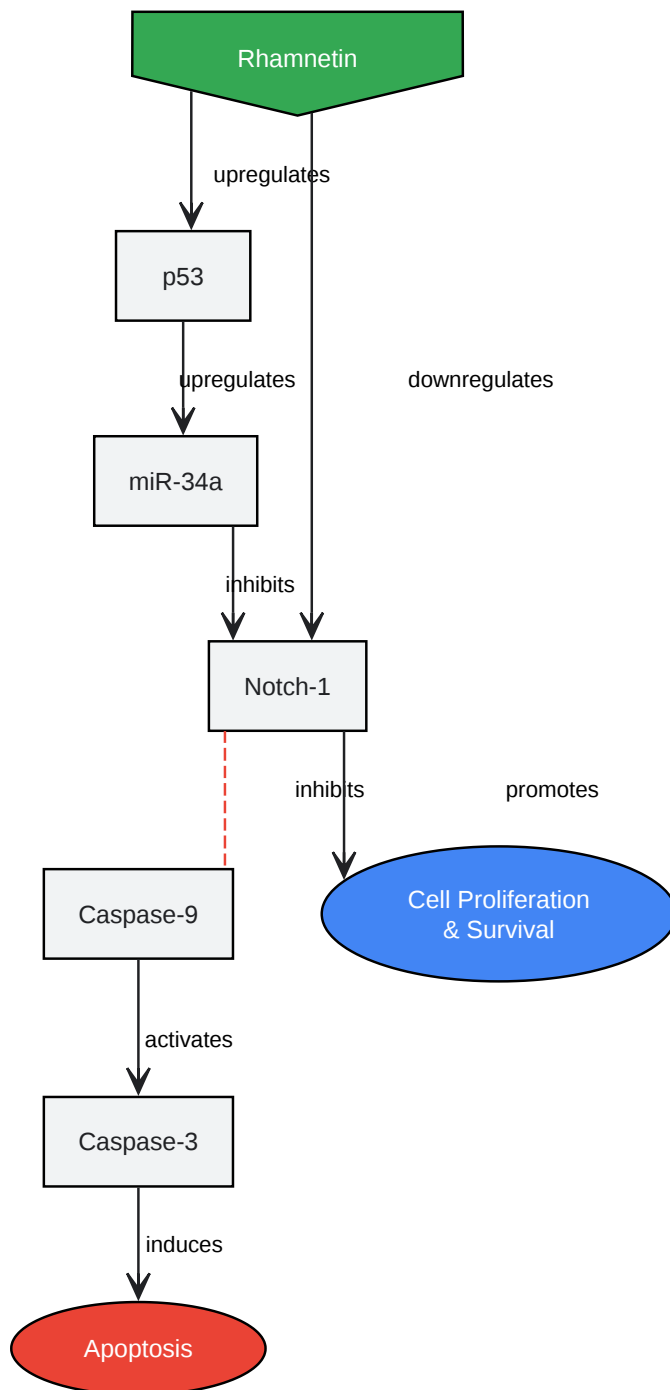 Rhamnetin
upregulates
p53
upregulates
downregulates
miR-34a
inhibits
Notch-1
inhibits
promotes
Cell Proliferation
& Survival
Caspase-9
activates
Caspase-3
induces
Apoptosis